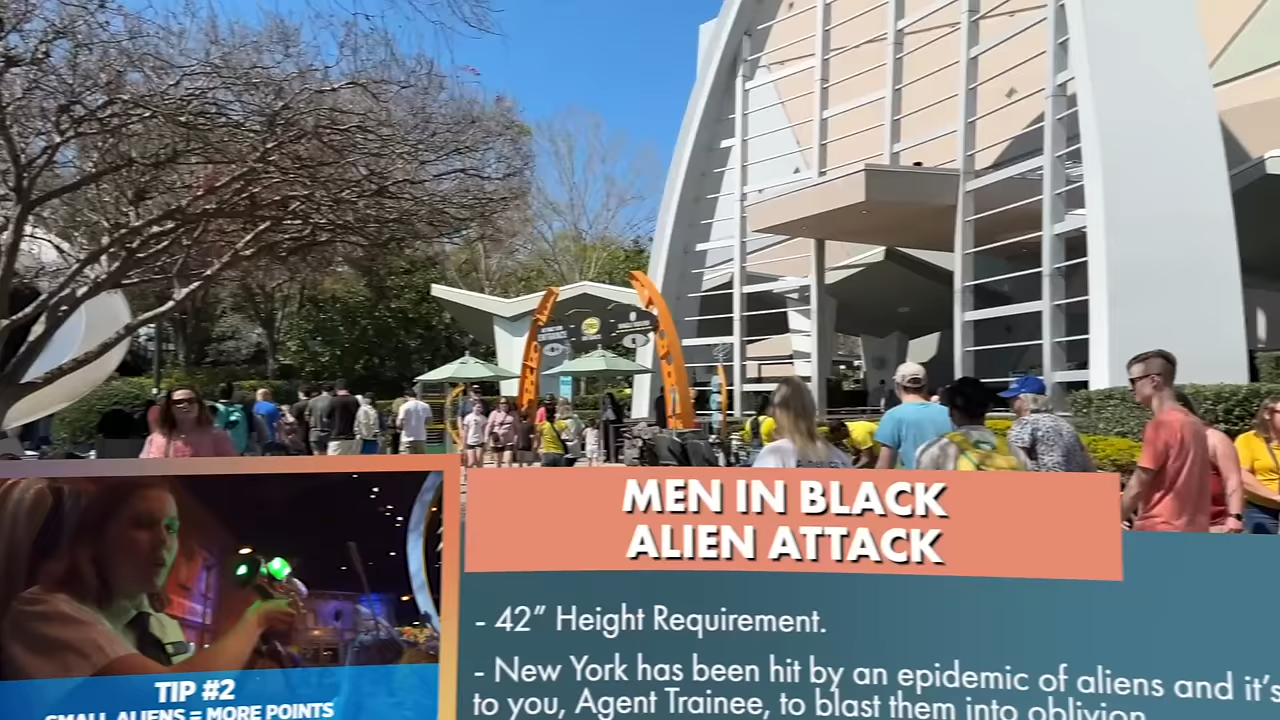 MEN IN BLACK
ALIEN ATTACK
- 42” Height Requirement.
- New York has been hit by an epidemic of aliens and it’s
to you, Agent Trainee, to blast them into oblivion
TIP #2
SMALL ALIENS = MORE POINTS